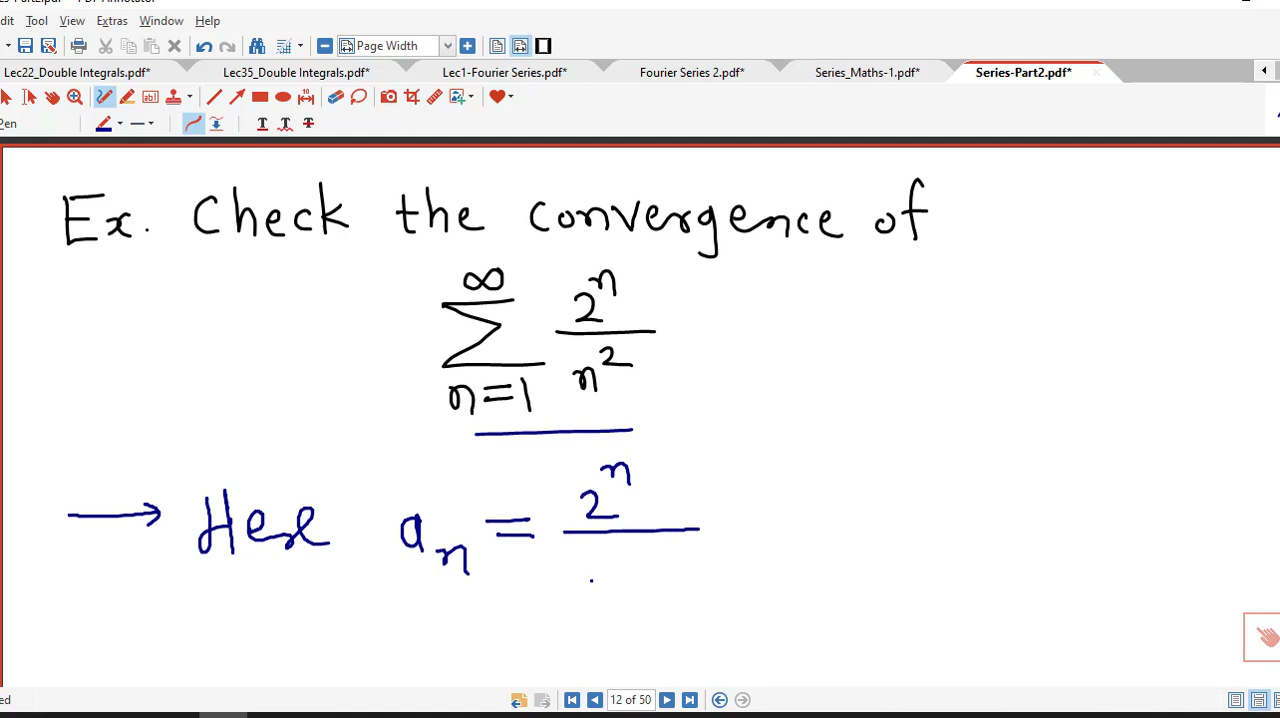 dit Tool View Extras Window Help
Page Width
Lec22_Double Integrals.pdf* Lec35_Double Integrals.pdf* Lec1-Fourier Series.pdf* Fourier Series 2.pdf* Series_Maths-1.pdf* Series-Part2.pdf*
Pen
Ex. Check the convergence of
∑_{n=1}^{∞} 2^n / n^2
→ Here a_n = 2^n /
12 of 50